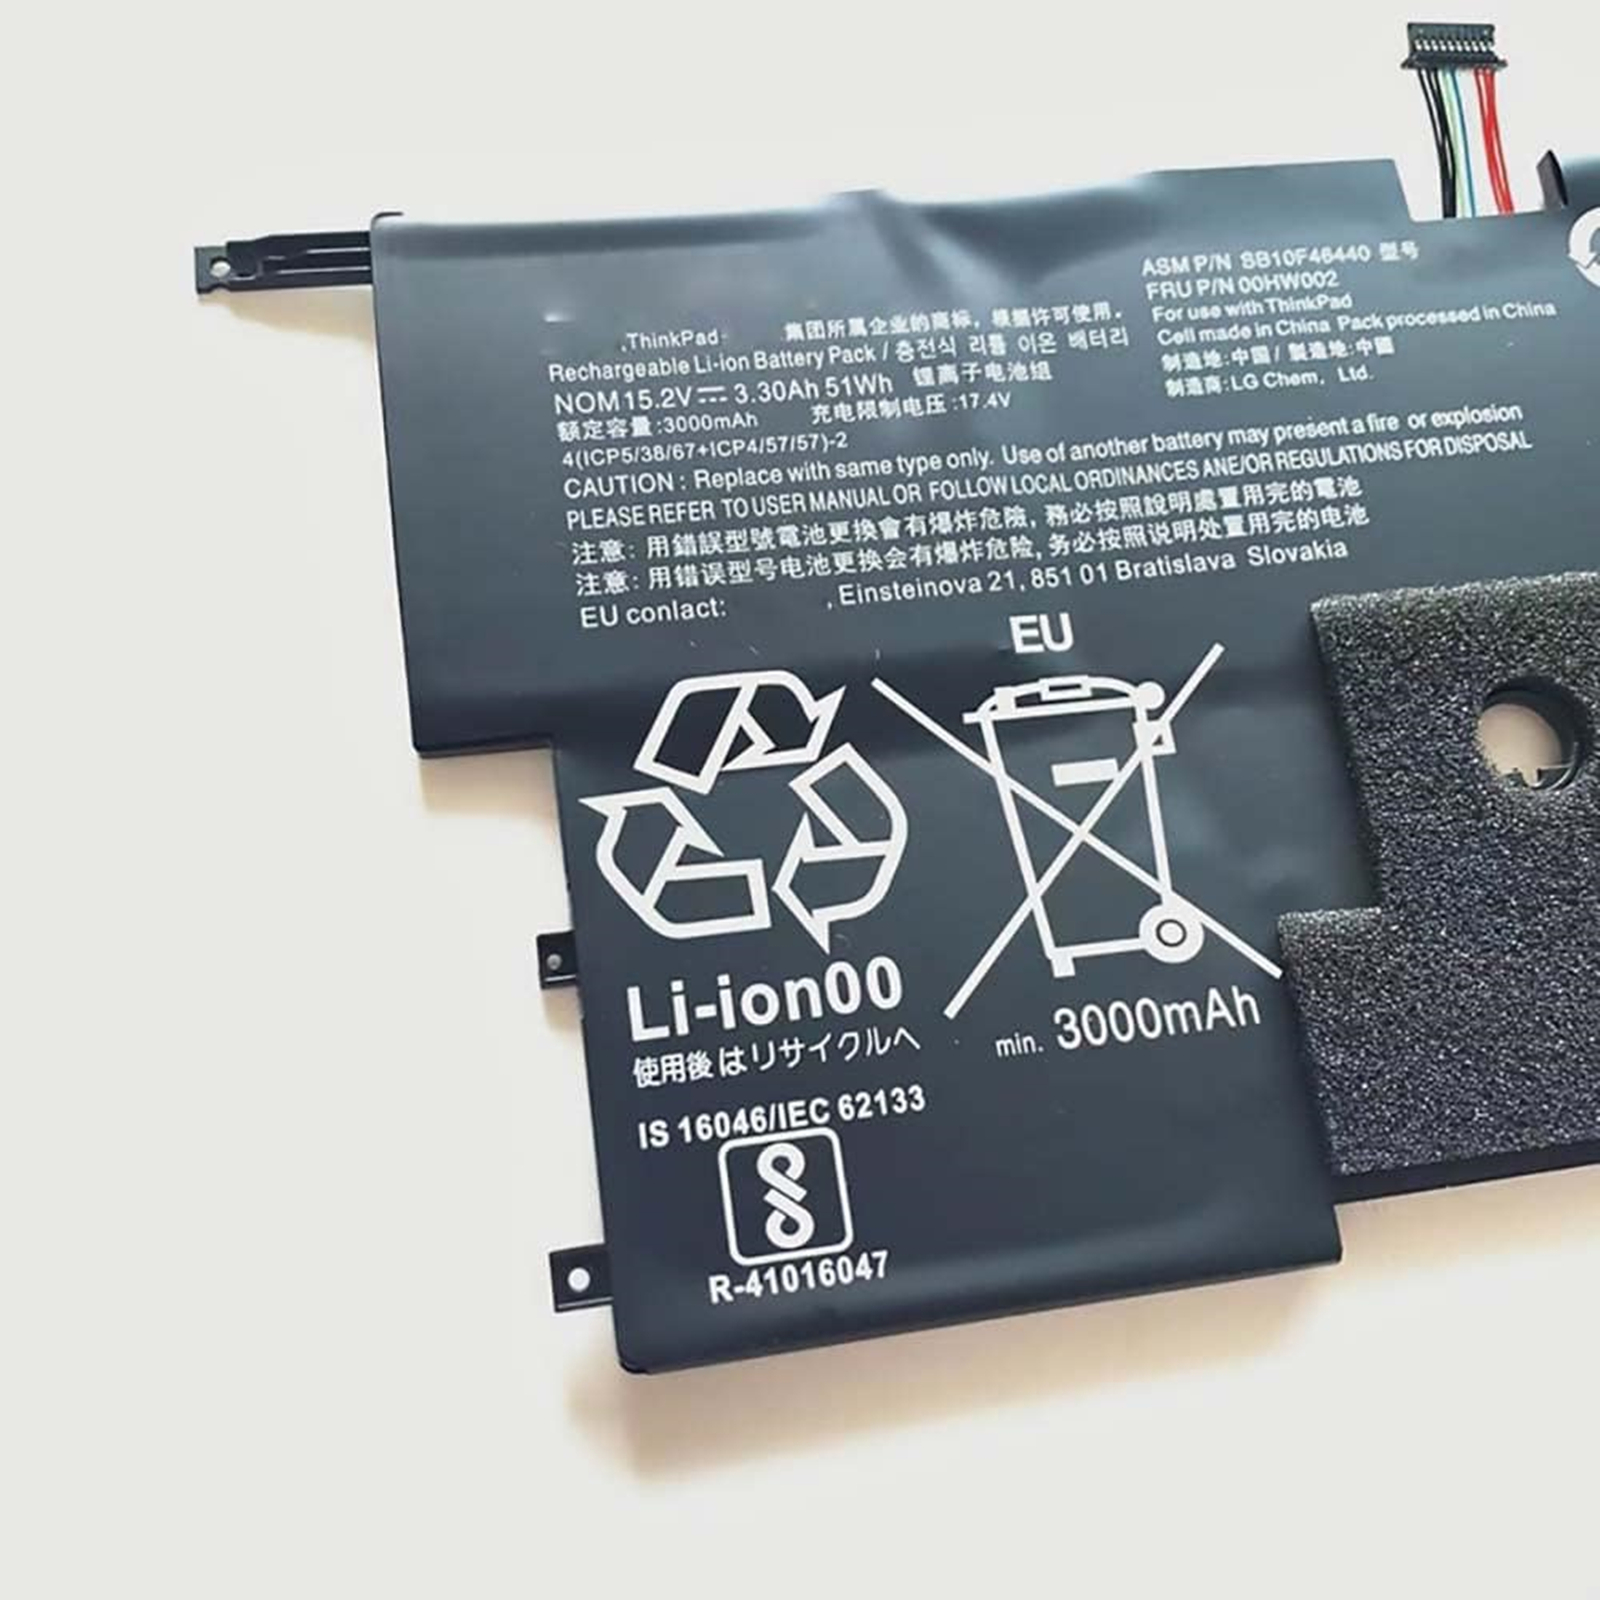 ,ThinkPad 集团所属企业的商标，根据许可使用.
Rechargeable Li-ion Battery Pack / 충전식 리튬 이온 배터리
NOM 15.2V⎓3.30Ah 51Wh 锂离子电池组
額定容量:3000mAh 充电限制电压:17.4V
4(ICP5/38/67+ICP4/57/57)-2
ASM P/N SB10F46440 型号
FRU P/N 00HW002
For use with ThinkPad
Cell made in China Pack processed in China
制造地:中国/ 製造地:中國
制造商:LG Chem, Ltd.
CAUTION : Replace with same type only. Use of another battery may present a fire or explosion
PLEASE REFER TO USER MANUAL OR FOLLOW LOCAL ORDINANCES ANE/OR REGULATIONS FOR DISPOSAL
注意: 用錯誤型號電池更換會有爆炸危險, 務必按照說明處置用完的電池
注意: 用错误型号电池更换会有爆炸危险, 务必按照说明处置用完的电池
EU conlact: , Einsteinova 21, 851 01 Bratislava Slovakia
EU
Li-ion00
使用後はリサイクルへ
min. 3000mAh
IS 16046/IEC 62133
R-41016047